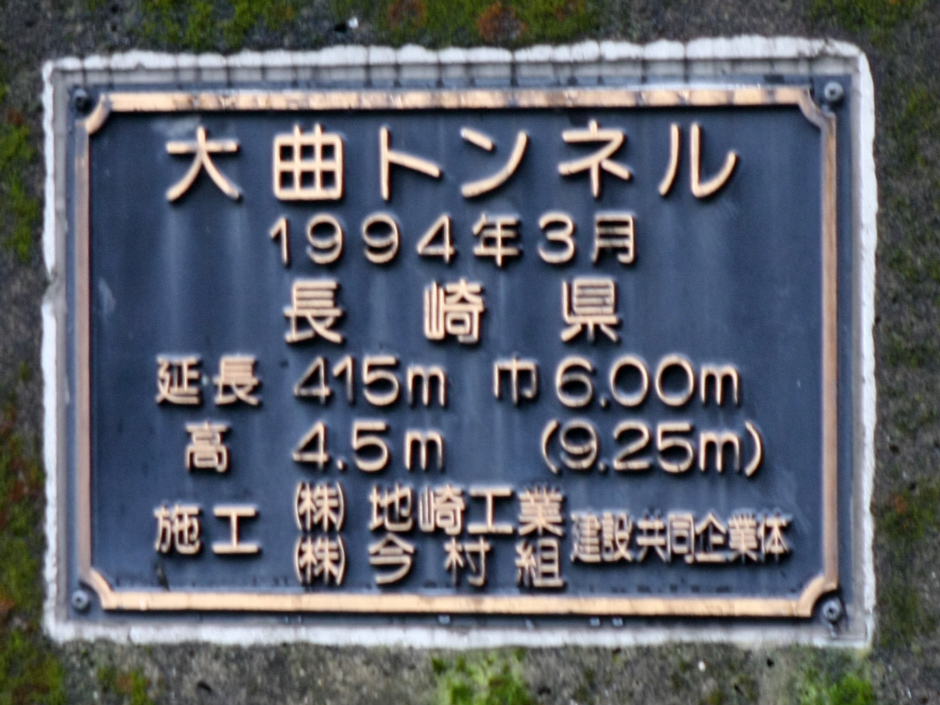 大曲トンネル
1994年3月
長崎県
延長 415m 巾 6.00m
高 4.5m (9.25m)
施工 ㈱ 地崎工業 建設共同企業体
㈱ 今村組